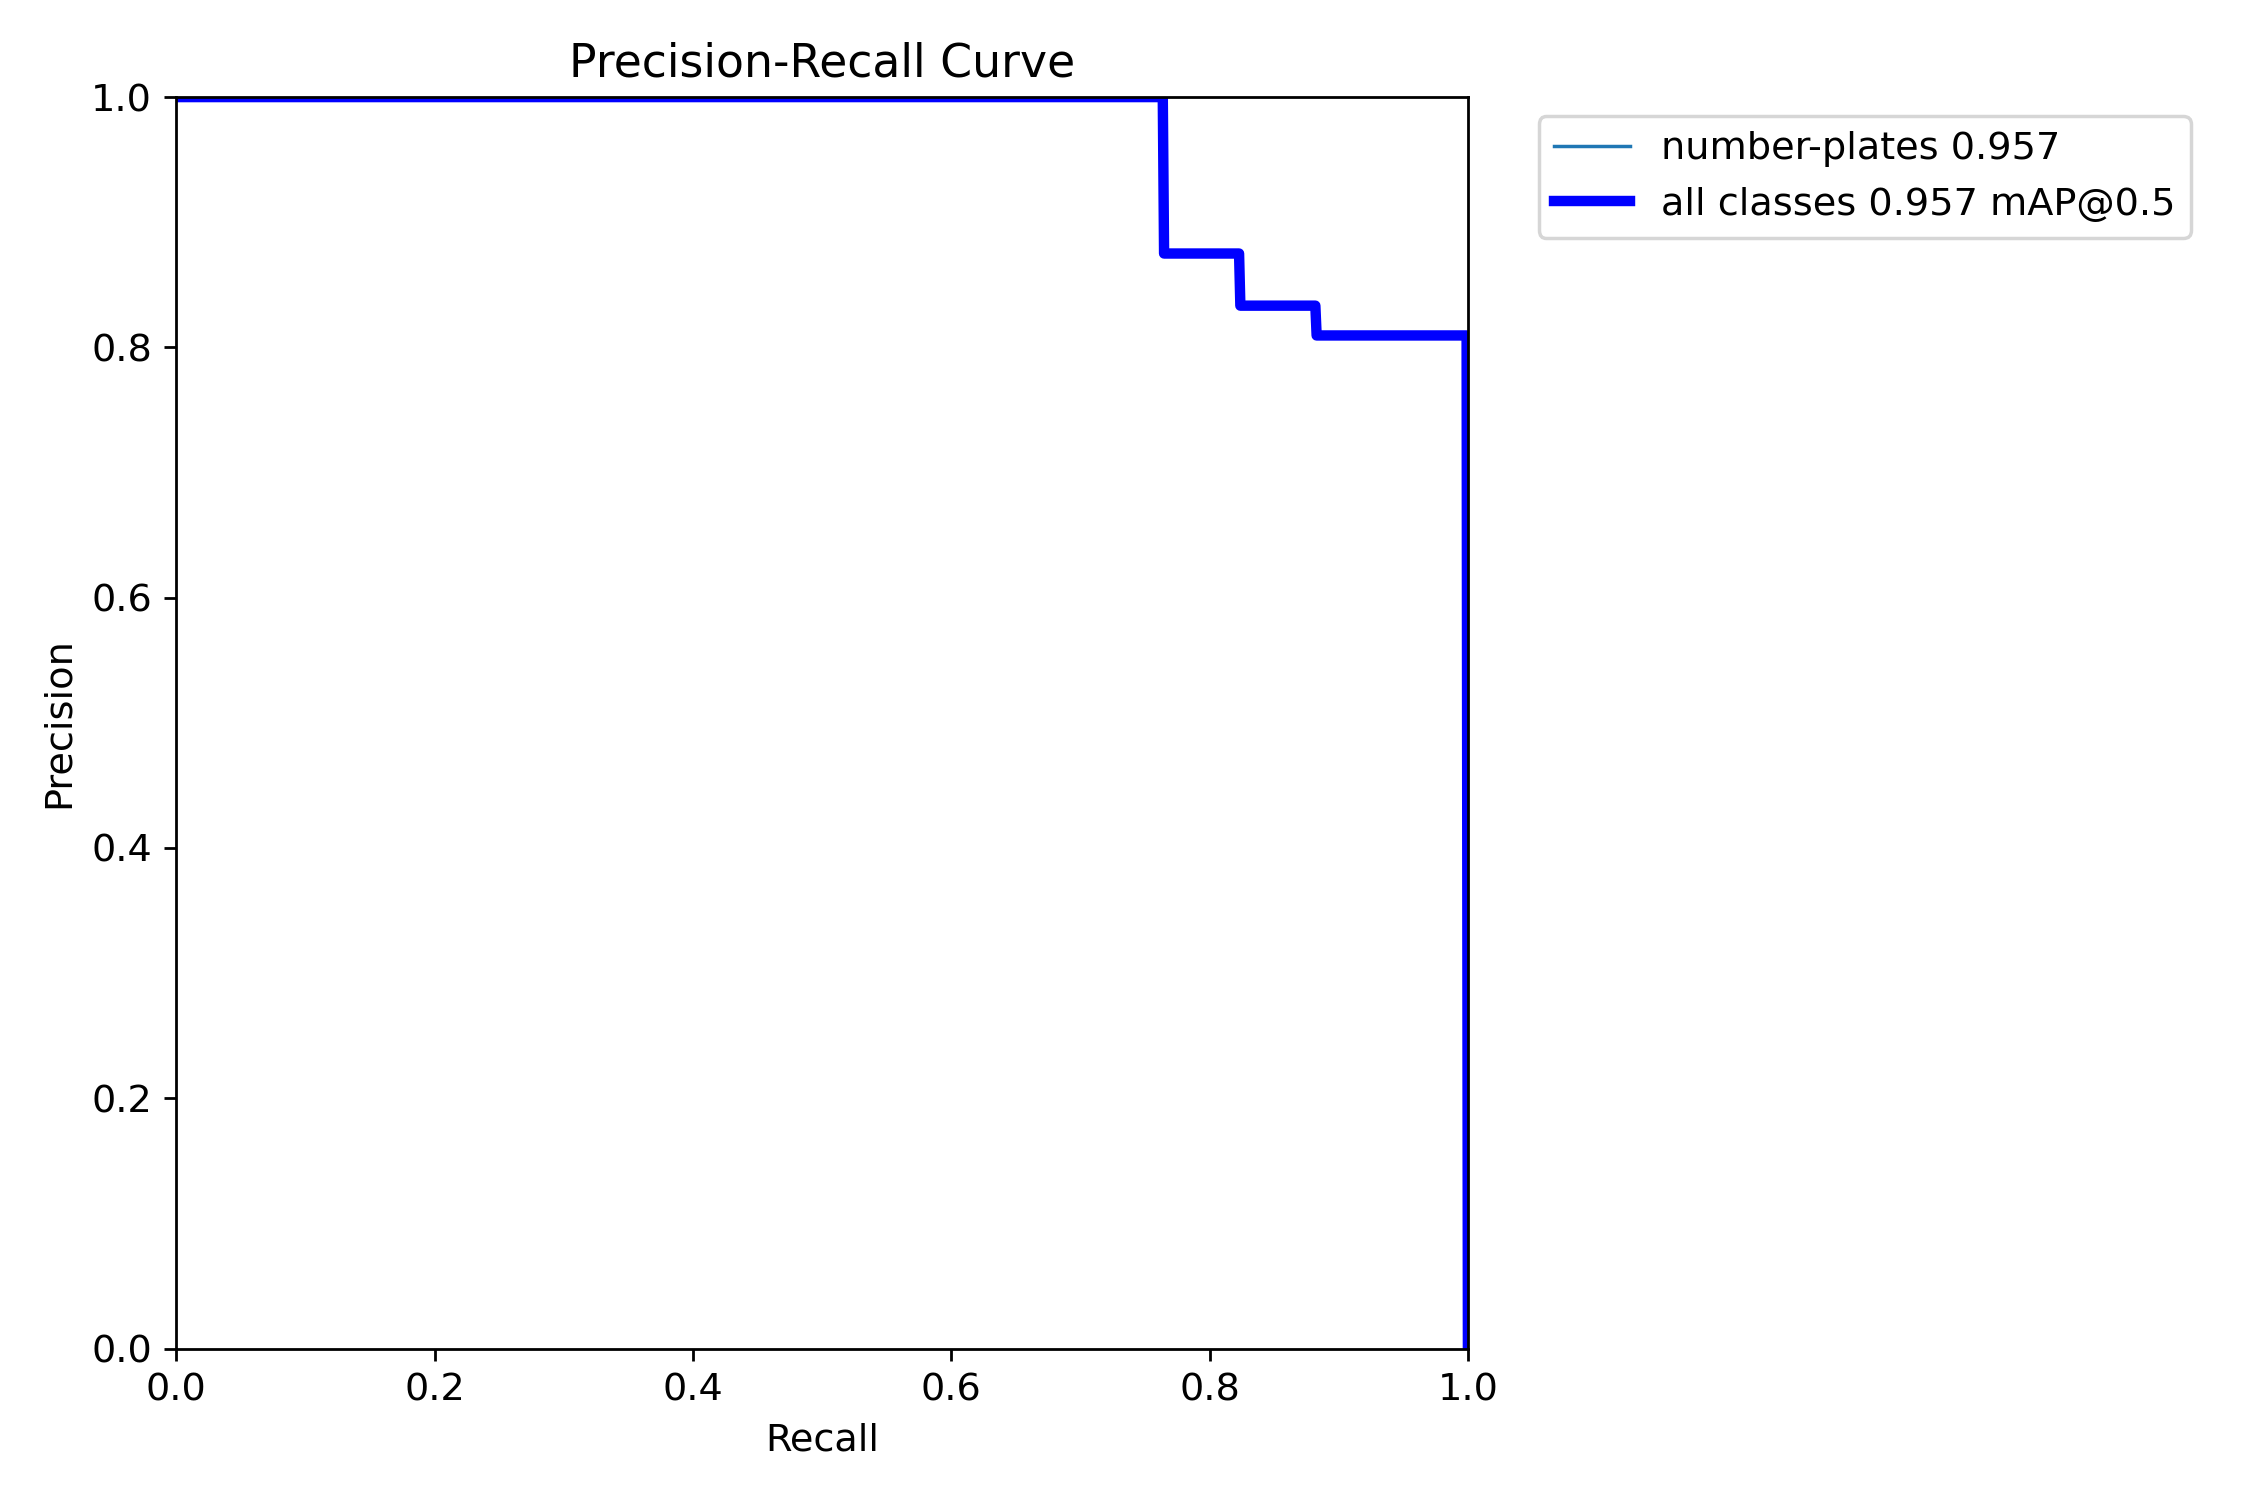 Precision-Recall Curve
number-plates 0.957
all classes 0.957 mAP@0.5
Precision
1.0
0.8
0.6
0.4
0.2
0.0
0.0 0.2 0.4 0.6 0.8 1.0
Recall